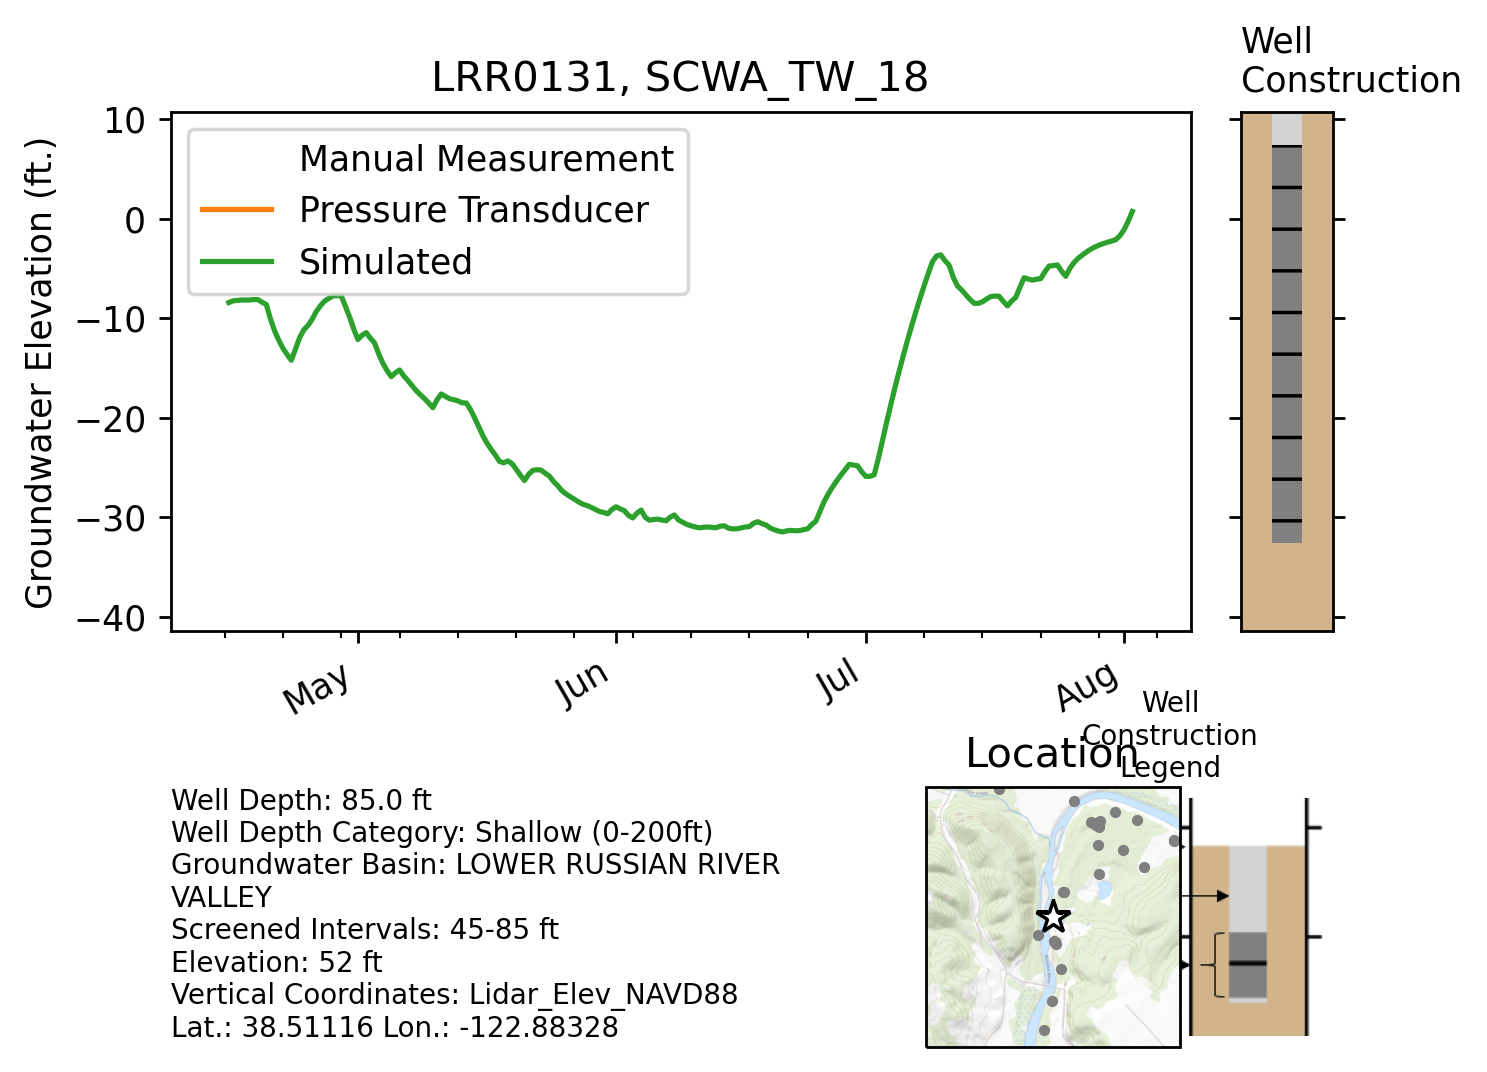 Well
Construction
LRR0131, SCWA_TW_18
Groundwater Elevation (ft.)
10
0
−10
−20
−30
−40
Manual Measurement
Pressure Transducer
Simulated
May
Jun
Jul
Aug
Well
Construction
Legend
Location
Well Depth: 85.0 ft
Well Depth Category: Shallow (0-200ft)
Groundwater Basin: LOWER RUSSIAN RIVER
VALLEY
Screened Intervals: 45-85 ft
Elevation: 52 ft
Vertical Coordinates: Lidar_Elev_NAVD88
Lat.: 38.51116 Lon.: -122.88328